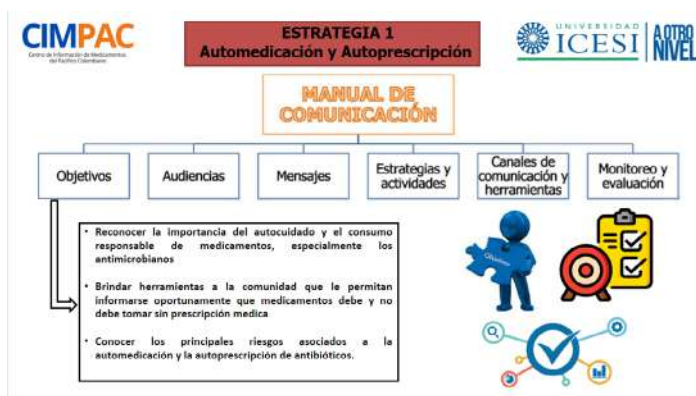 CIMPAC
Centro de Información de Medicamentos
del Pacífico Colombiano
ESTRATEGIA 1
Automedicación y Autoprescripción
UNIVERSIDAD
ICESI
A OTRO
NIVEL
MANUAL DE
COMUNICACIÓN
Objetivos
Audiencias
Mensajes
Estrategias y
actividades
Canales de
comunicación y
herramientas
Monitoreo y
evaluación
• Reconocer la importancia del autocuidado y el consumo
responsable de medicamentos, especialmente los
antimicrobianos
• Brindar herramientas a la comunidad que le permitan
informarse oportunamente que medicamentos debe y no
debe tomar sin prescripción medica
• Conocer los principales riesgos asociados a la
automedicación y la autoprescripción de antibióticos.